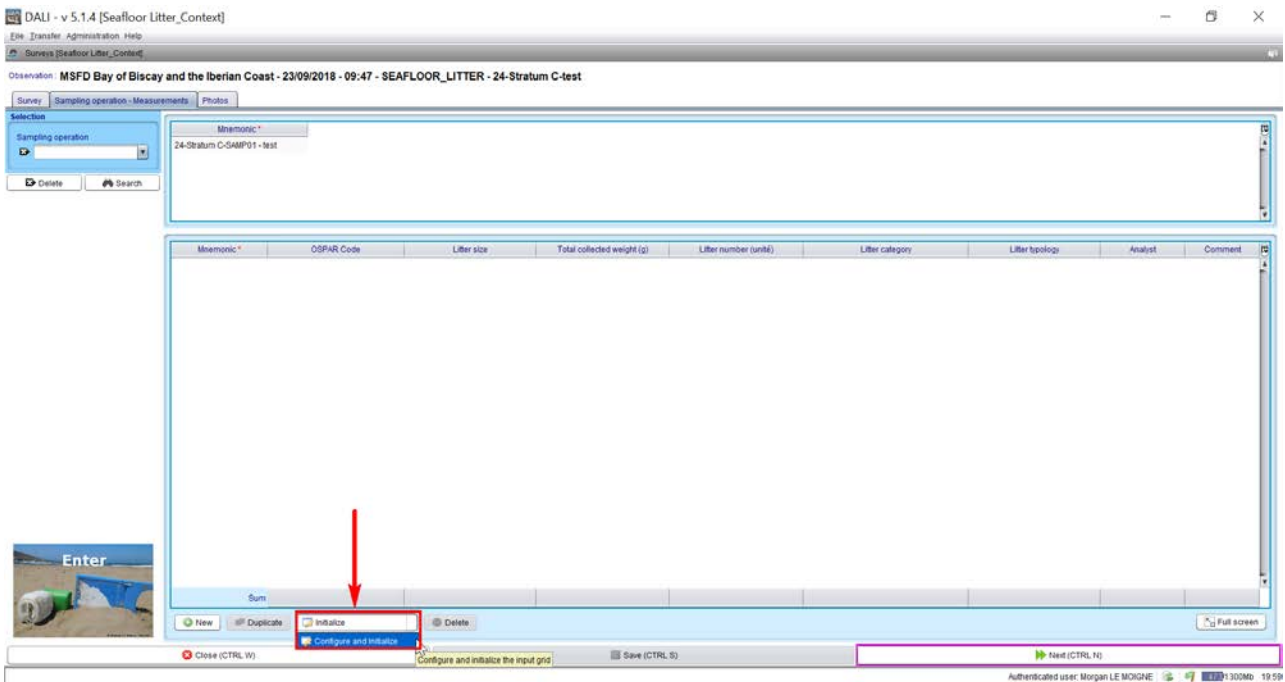 DALI - v 5.1.4 [Seafloor Litter_Context]
File Transfer Administration Help
Surveys [Seafloor Litter_Context]
Observation : MSFD Bay of Biscay and the Iberian Coast - 23/09/2018 - 09:47 - SEAFLOOR_LITTER - 24-Stratum C-test
Survey Sampling operation - Measurements Photos
Selection
Sampling operation
Delete Search
Mnemonic *
24-Stratum C-SAMP01 - test
Mnemonic * OSPAR Code Litter size Total collected weight (g) Litter number (unité) Litter category Litter typology Analyst Comment
Enter
Sum
New Duplicate Initialize Delete Full screen
Configure and Initialize
Close (CTRL W) Save (CTRL S) Next (CTRL N)
Configure and initialize the input grid
Authenticated user: Morgan LE MOIGNE 1300Mb 19:59